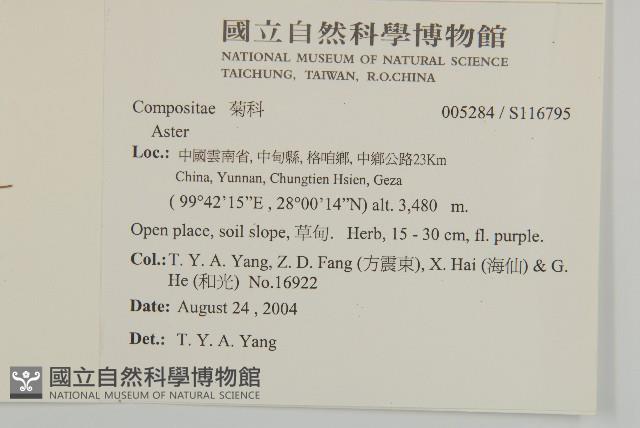 國立自然科學博物館
NATIONAL MUSEUM OF NATURAL SCIENCE
TAICHUNG, TAIWAN, R.O.CHINA
Compositae 菊科 005284 / S116795
Aster
Loc.: 中國雲南省, 中甸縣, 格咱鄉, 中鄉公路23Km
China, Yunnan, Chungtien Hsien, Geza
( 99°42'15”E , 28°00'14”N) alt. 3,480 m.
Open place, soil slope, 草甸. Herb, 15 - 30 cm, fl. purple.
Col.: T. Y. A. Yang, Z. D. Fang (方震東), X. Hai (海仙) & G.
He (和光) No.16922
Date: August 24 , 2004
Det.: T. Y. A. Yang
國立自然科學博物館
NATIONAL MUSEUM OF NATURAL SCIENCE